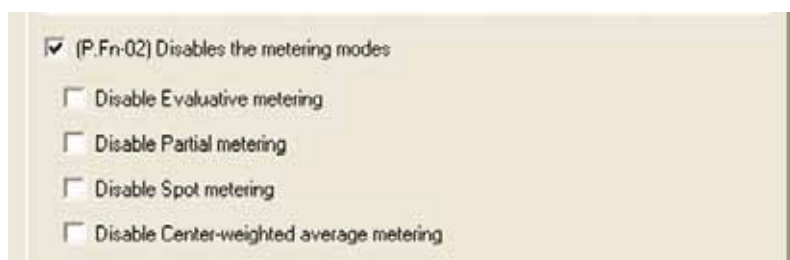 (P.Fn-02) Disables the metering modes
Disable Evaluative metering
Disable Partial metering
Disable Spot metering
Disable Center-weighted average metering